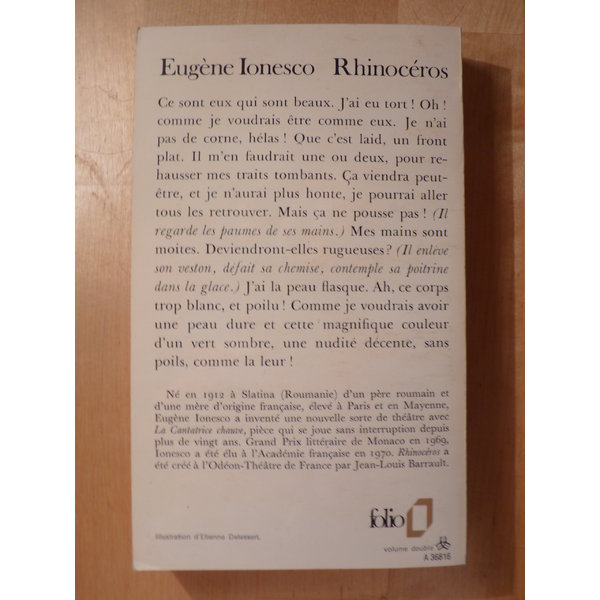 Eugène Ionesco Rhinocéros
Ce sont eux qui sont beaux. J'ai eu tort ! Oh !
comme je voudrais être comme eux. Je n'ai
pas de corne, hélas ! Que c'est laid, un front
plat. Il m'en faudrait une ou deux, pour re-
hausser mes traits tombants. Ça viendra peut-
être, et je n'aurai plus honte, je pourrai aller
tous les retrouver. Mais ça ne pousse pas ! (Il
regarde les paumes de ses mains.) Mes mains sont
moites. Deviendront-elles rugueuses ? (Il enlève
son veston, défait sa chemise, contemple sa poitrine
dans la glace.) J'ai la peau flasque. Ah, ce corps
trop blanc, et poilu ! Comme je voudrais avoir
une peau dure et cette magnifique couleur
d'un vert sombre, une nudité décente, sans
poils, comme la leur !
Né en 1912 à Slatina (Roumanie) d'un père roumain et
d'une mère d'origine française, élevé à Paris et en Mayenne,
Eugène Ionesco a inventé une nouvelle sorte de théâtre avec
La Cantatrice chauve, pièce qui se joue sans interruption depuis
plus de vingt ans. Grand Prix littéraire de Monaco en 1969,
Ionesco a été élu à l'Académie française en 1970. Rhinocéros a
été créé à l'Odéon-Théâtre de France par Jean-Louis Barrault.
folio
Illustration d'Etienne Delessert.
volume double
A 36816